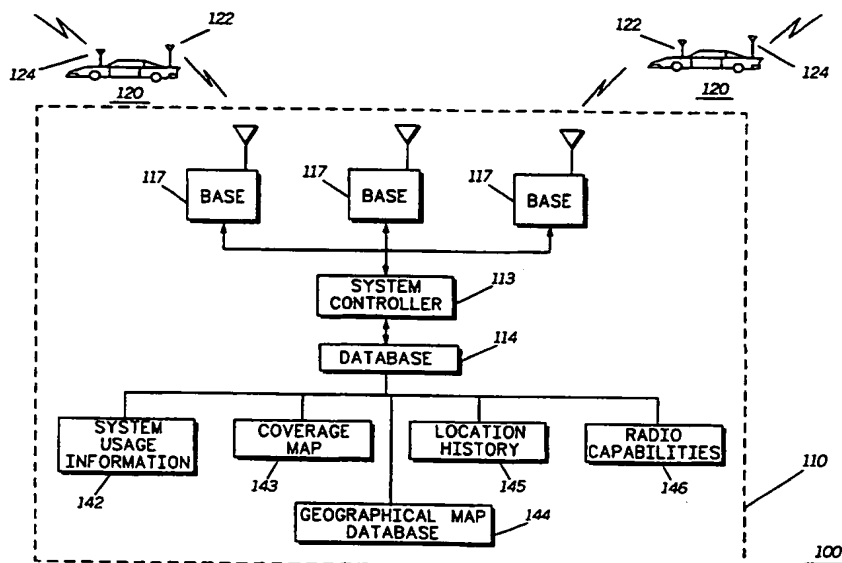 122
124
120
122
124
120
117
BASE
117
BASE
117
BASE
SYSTEM
CONTROLLER
113
DATABASE
114
SYSTEM
USAGE
INFORMATION
142
COVERAGE
MAP
143
LOCATION
HISTORY
145
RADIO
CAPABILITIES
146
GEOGRAPHICAL MAP
DATABASE
144
110
100